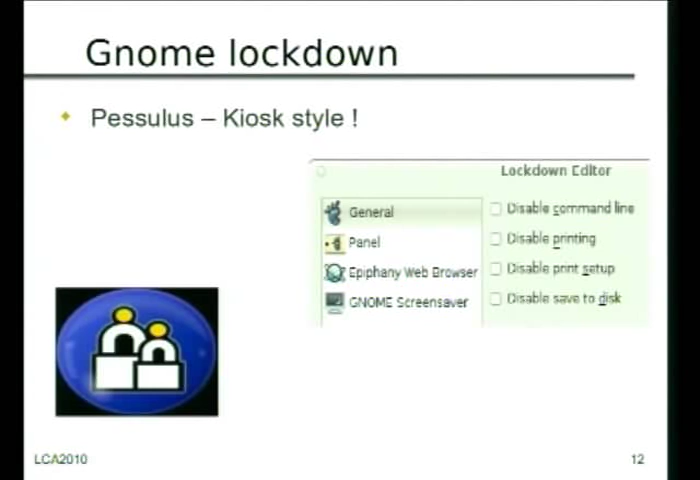 Gnome lockdown
Pessulus – Kiosk style !
Lockdown Editor
General
Panel
Epiphany Web Browser
GNOME Screensaver
Disable command line
Disable printing
Disable print setup
Disable save to disk
LCA2010
12